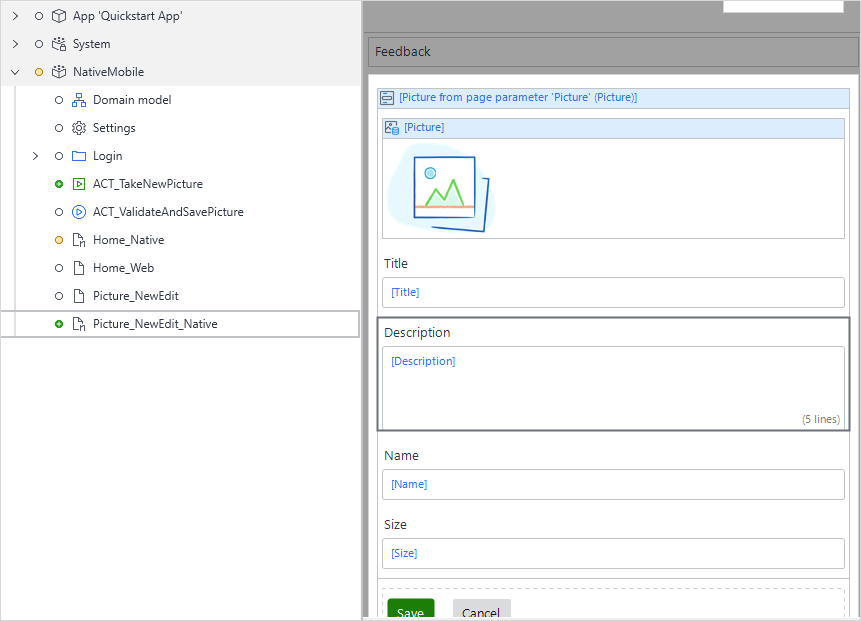 App 'Quickstart App'
System
NativeMobile
Domain model
Settings
Login
ACT_TakeNewPicture
ACT_ValidateAndSavePicture
Home_Native
Home_Web
Picture_NewEdit
Picture_NewEdit_Native
Feedback
[Picture from page parameter 'Picture' (Picture)]
[Picture]
Title
[Title]
Description
[Description]
(5 lines)
Name
[Name]
Size
[Size]
Save Cancel